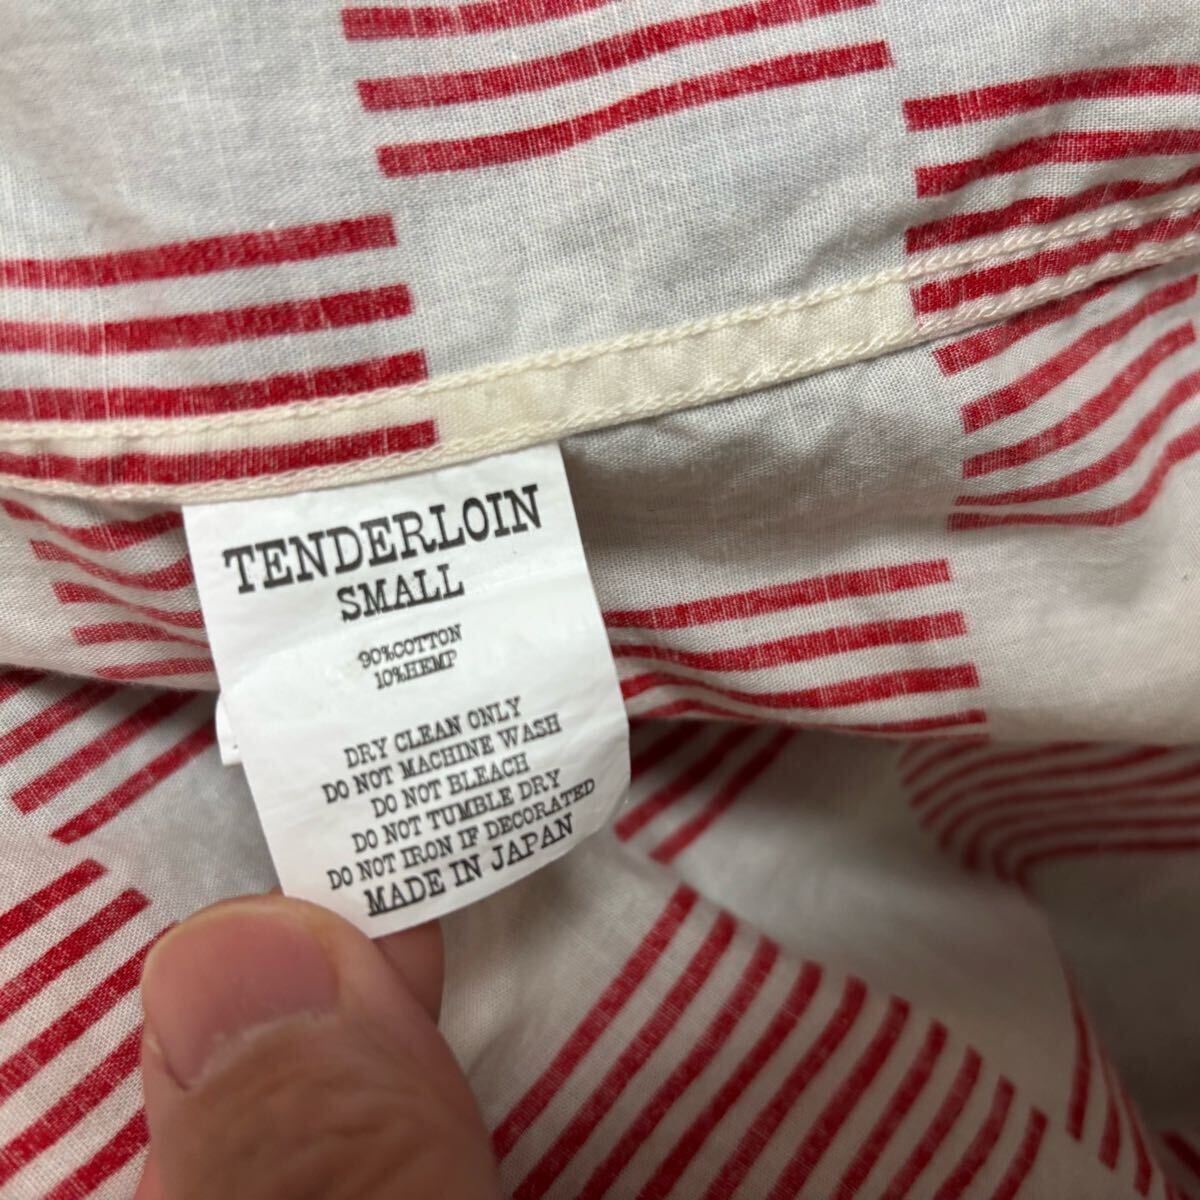 TENDERLOIN
SMALL
90%COTTON
10%HEMP
DRY CLEAN ONLY
DO NOT MACHINE WASH
DO NOT BLEACH
DO NOT TUMBLE DRY
DO NOT IRON IF DECORATED
MADE IN JAPAN